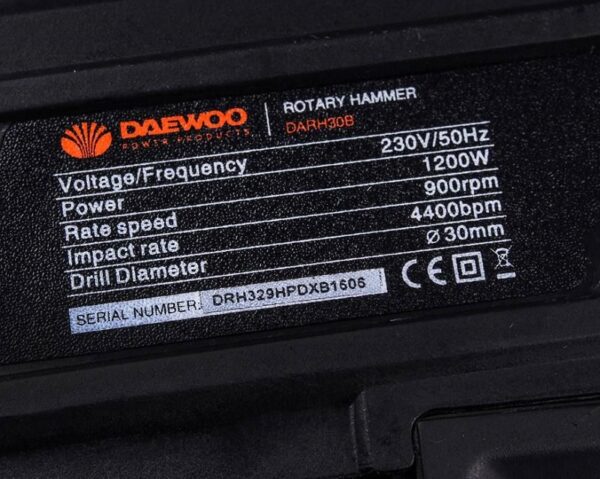 DAEWOO
POWER PRODUCTS
ROTARY HAMMER
DARH30B
Voltage/Frequency 230V/50Hz
Power 1200W
Rate speed 900rpm
Impact rate 4400bpm
Drill Diameter Ø 30mm
SERIAL NUMBER: DRH329HPDXB1606
CE